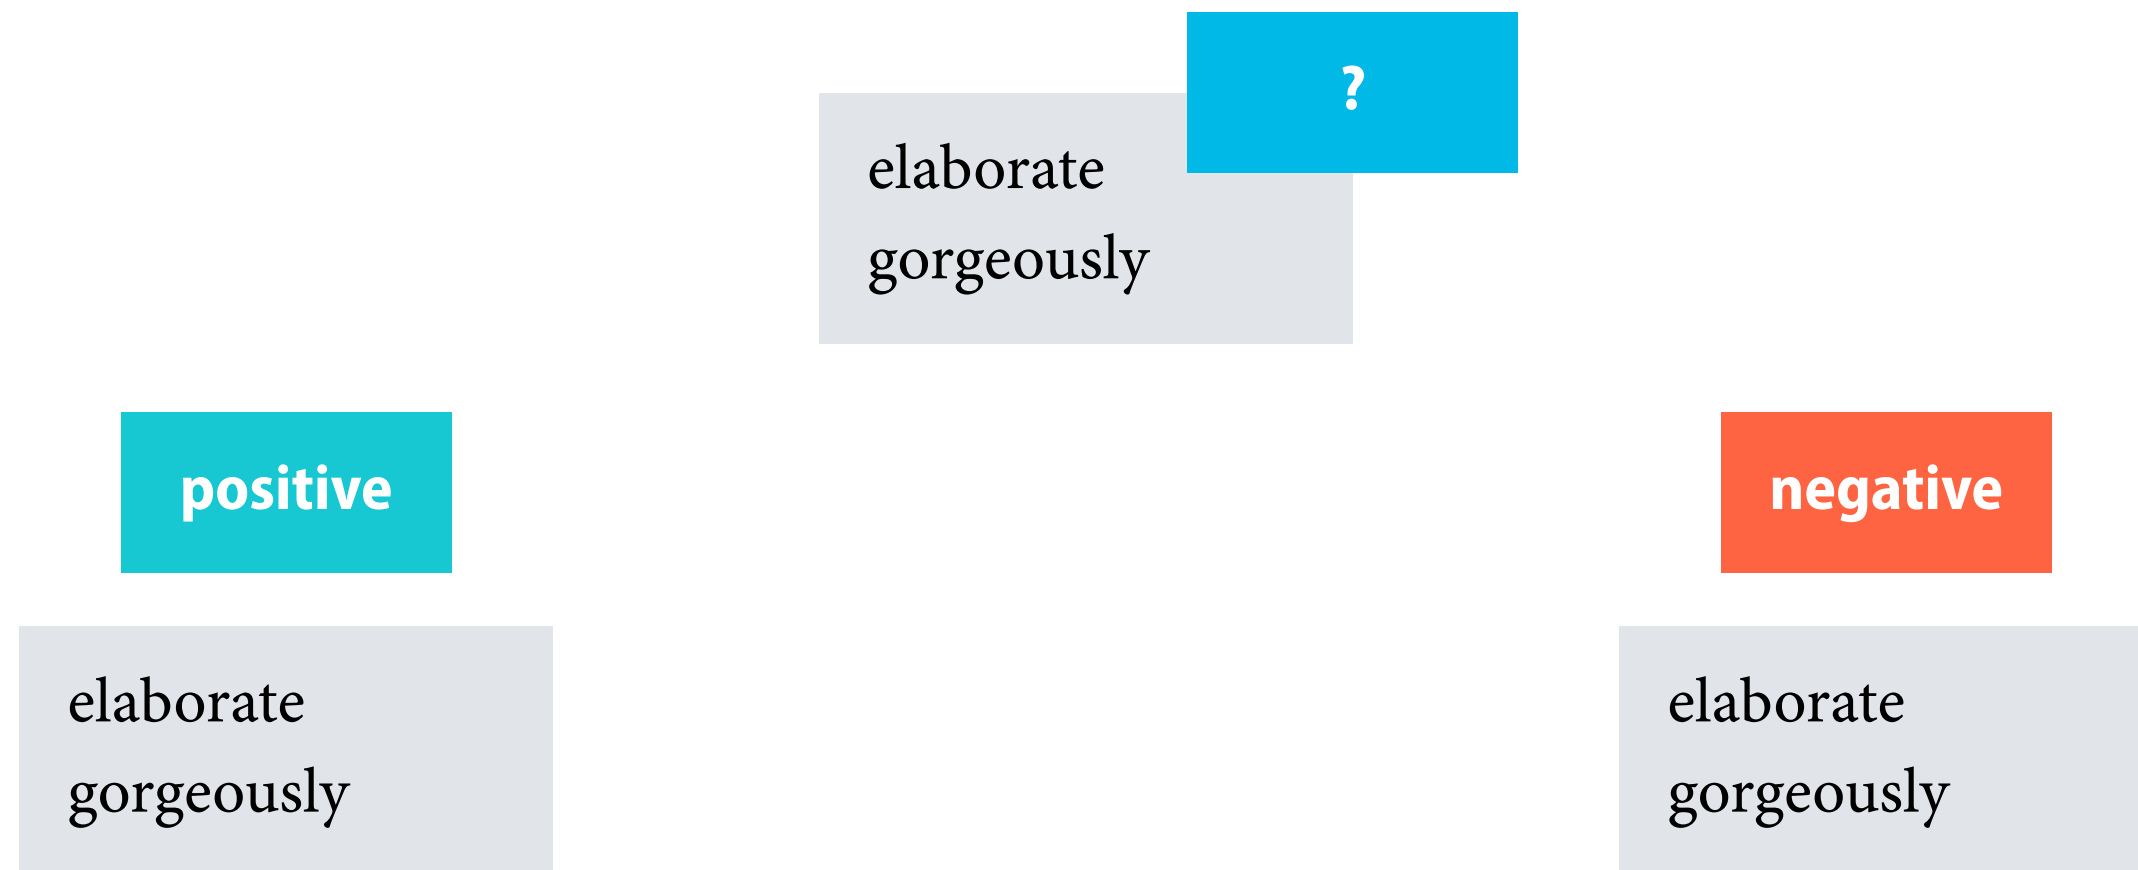 ?
elaborate
gorgeously
positive
negative
elaborate
gorgeously
elaborate
gorgeously